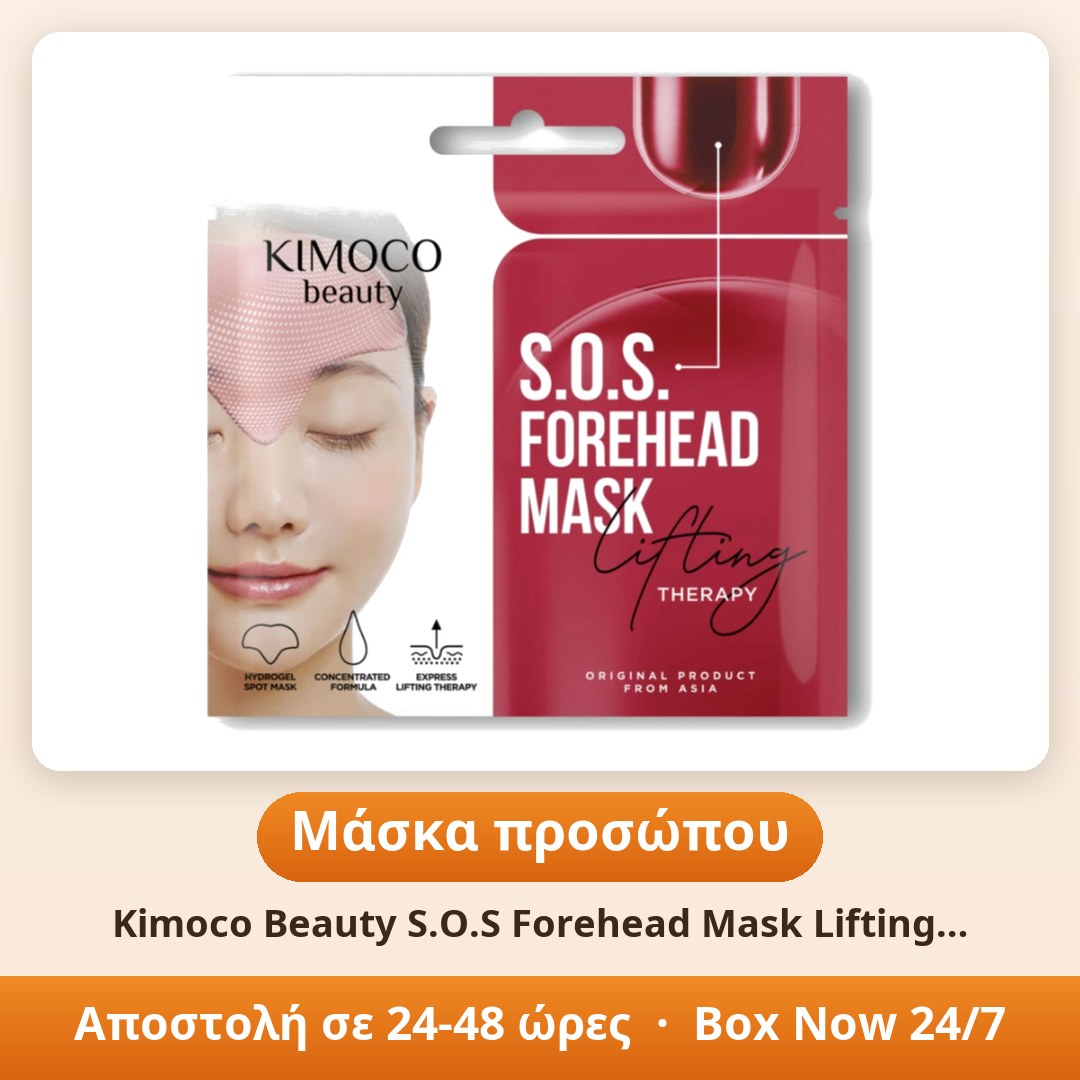 KIMOCO
beauty
S.O.S.
FOREHEAD
MASK
lifting
THERAPY
HYDROGEL
SPOT MASK
CONCENTRATED
FORMULA
EXPRESS
LIFTING THERAPY
ORIGINAL PRODUCT
FROM ASIA
Μάσκα προσώπου
Kimoco Beauty S.O.S Forehead Mask Lifting...
Αποστολή σε 24-48 ώρες · Box Now 24/7